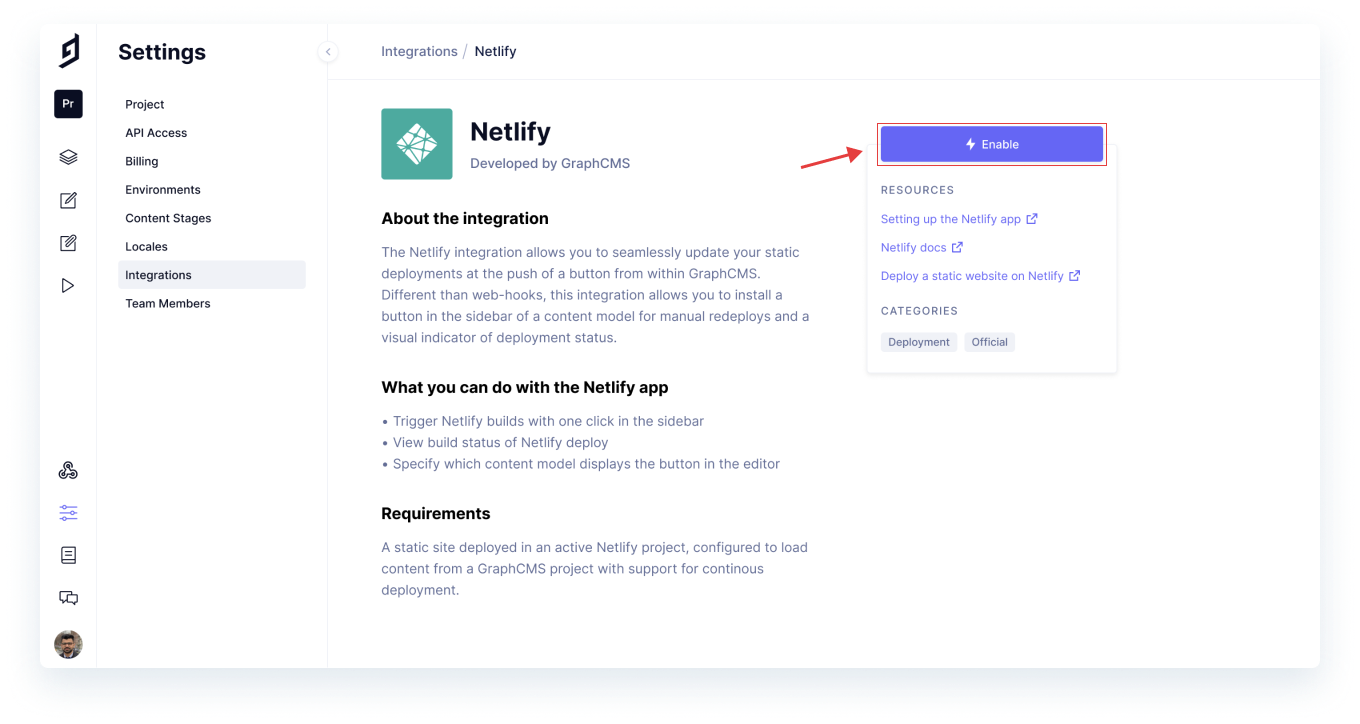 Settings
Pr
Project
API Access
Billing
Environments
Content Stages
Locales
Integrations
Team Members
Integrations / Netlify
Netlify
Developed by GraphCMS
About the integration
The Netlify integration allows you to seamlessly update your static
deployments at the push of a button from within GraphCMS.
Different than web-hooks, this integration allows you to install a
button in the sidebar of a content model for manual redeploys and a
visual indicator of deployment status.
What you can do with the Netlify app
• Trigger Netlify builds with one click in the sidebar
• View build status of Netlify deploy
• Specify which content model displays the button in the editor
Requirements
A static site deployed in an active Netlify project, configured to load
content from a GraphCMS project with support for continous
deployment.
Enable
RESOURCES
Setting up the Netlify app
Netlify docs
Deploy a static website on Netlify
CATEGORIES
Deployment Official